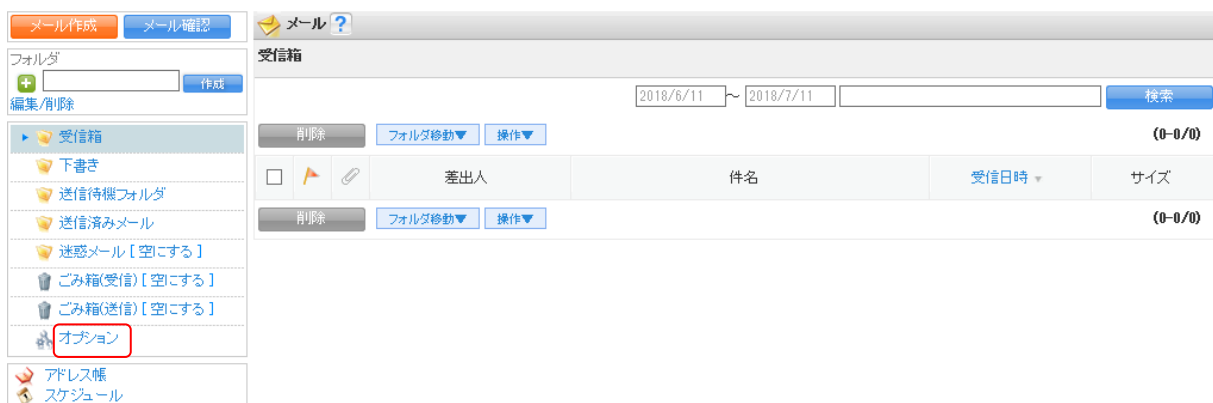 メール作成 メール確認
フォルダ
作成
編集/削除
受信箱
下書き
送信待機フォルダ
送信済みメール
迷惑メール [ 空にする ]
ごみ箱(受信) [ 空にする ]
ごみ箱(送信) [ 空にする ]
オプション
アドレス帳
スケジュール
メール ?
受信箱
2018/6/11 ～ 2018/7/11 検索
削除 フォルダ移動▼ 操作▼ (0-0/0)
差出人 件名 受信日時 ▼ サイズ
削除 フォルダ移動▼ 操作▼ (0-0/0)